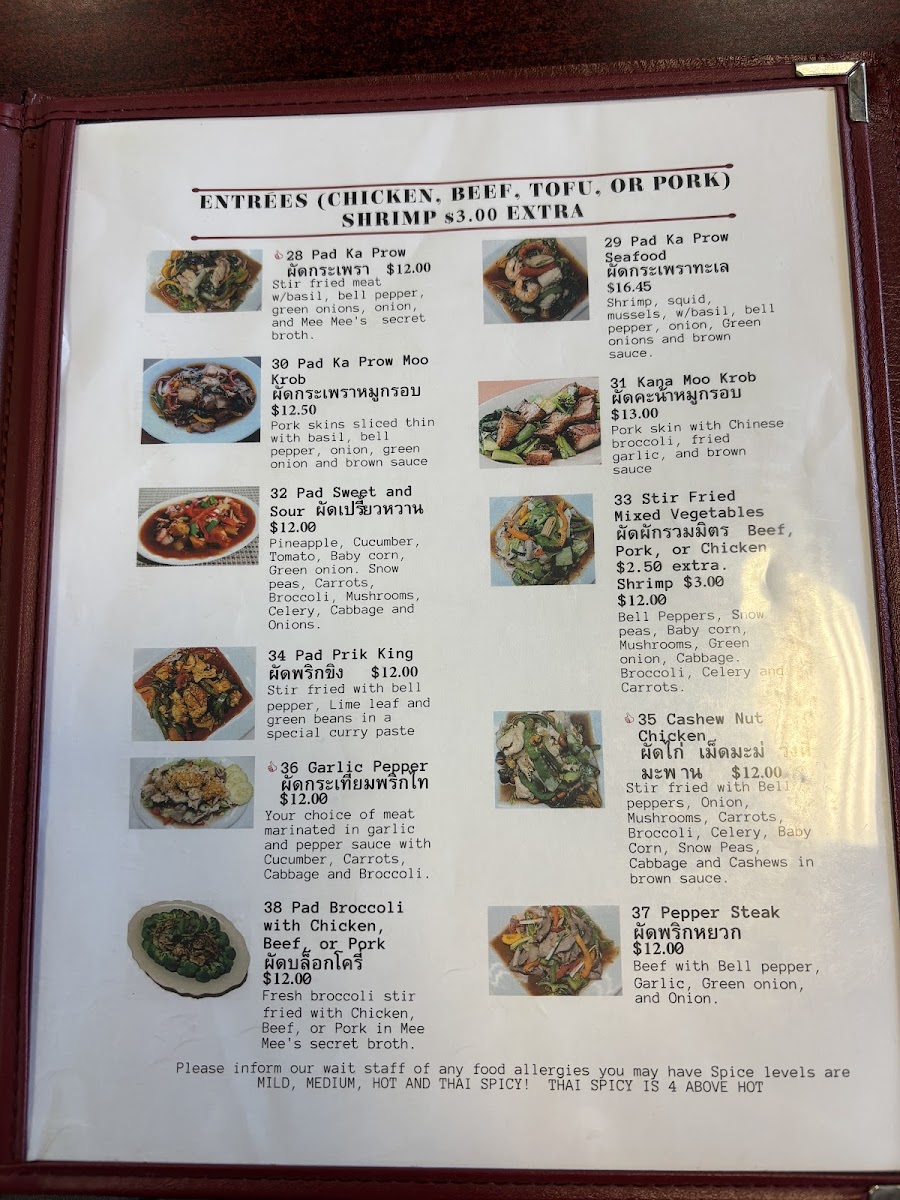 ENTRÉES (CHICKEN, BEEF, TOFU, OR PORK)
SHRIMP $3.00 EXTRA
28 Pad Ka Prow
ผัดกระเพรา $12.00
Stir fried meat
w/basil, bell pepper,
green onions, onion,
and Mee Mee's secret
broth.
29 Pad Ka Prow
Seafood
ผัดกระเพราทะเล
$16.45
Shrimp, squid,
mussels, w/basil, bell
pepper, onion, Green
onions and brown
sauce.
30 Pad Ka Prow Moo
Krob
ผัดกระเพราหมูกรอบ
$12.50
Pork skins sliced thin
with basil, bell
pepper, onion, green
onion and brown sauce
31 Kana Moo Krob
ผัดคะน้าหมูกรอบ
$13.00
Pork skin with Chinese
broccoli, fried
garlic, and brown
sauce
32 Pad Sweet and
Sour ผัดเปรี้ยวหวาน
$12.00
Pineapple, Cucumber,
Tomato, Baby corn,
Green onion. Snow
peas, Carrots,
Broccoli, Mushrooms,
Celery, Cabbage and
Onions.
33 Stir Fried
Mixed Vegetables
ผัดผักรวมมิตร Beef,
Pork, or Chicken
$2.50 extra.
Shrimp $3.00
$12.00
Bell Peppers, Snow
peas, Baby corn,
Mushrooms, Green
onion, Cabbage.
Broccoli, Celery and
Carrots.
34 Pad Prik King
ผัดพริกขิง $12.00
Stir fried with bell
pepper, Lime leaf and
green beans in a
special curry paste
35 Cashew Nut
Chicken
ผัดไก่ เม็ดมะม่
มะพาน $12.00
Stir fried with Bell
peppers, Onion,
Mushrooms, Carrots,
Broccoli, Celery, Baby
Corn, Snow Peas,
Cabbage and Cashews in
brown sauce.
36 Garlic Pepper
ผัดกระเทียมพริกไท
$12.00
Your choice of meat
marinated in garlic
and pepper sauce with
Cucumber, Carrots,
Cabbage and Broccoli.
38 Pad Broccoli
with Chicken,
Beef, or Pork
ผัดบล็อกโครี่
$12.00
Fresh broccoli stir
fried with Chicken,
Beef, or Pork in Mee
Mee's secret broth.
37 Pepper Steak
ผัดพริกหยวก
$12.00
Beef with Bell pepper,
Garlic, Green onion,
and Onion.
Please inform our wait staff of any food allergies you may have Spice levels are
MILD, MEDIUM, HOT AND THAI SPICY! THAI SPICY IS 4 ABOVE HOT